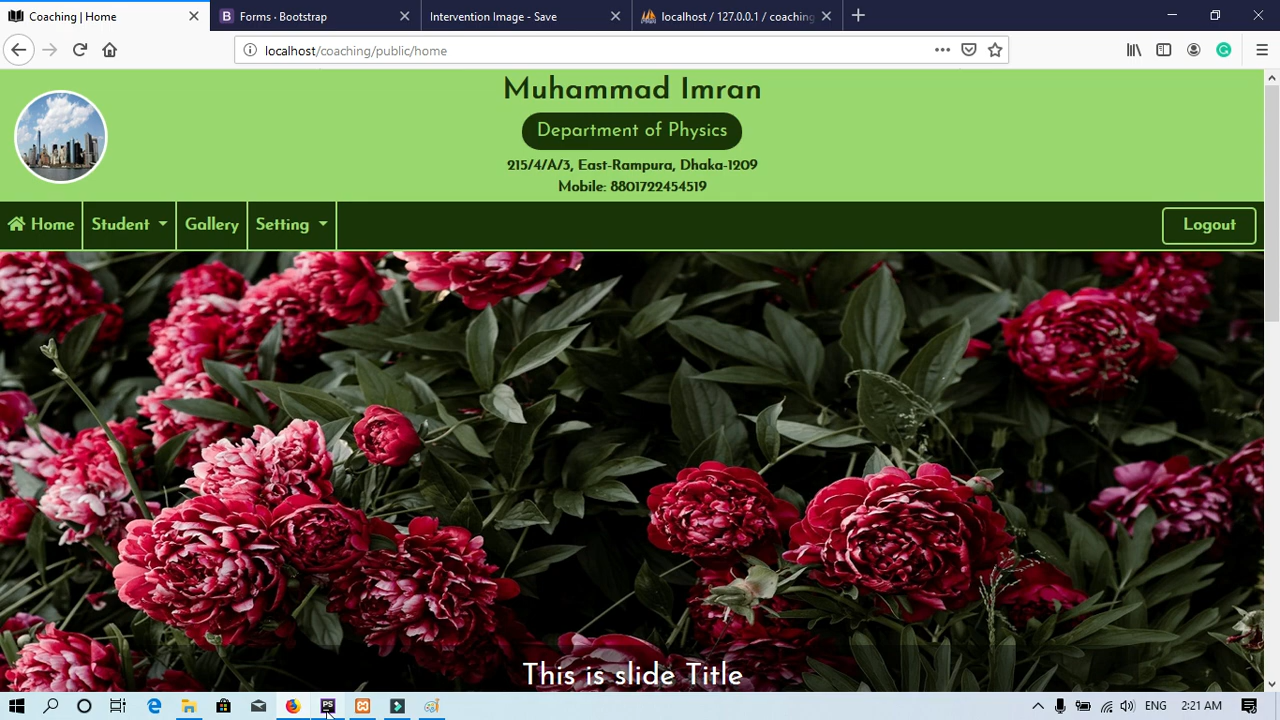 Coaching | Home
B Forms · Bootstrap
Intervention Image - Save
localhost / 127.0.0.1 / coaching
localhost/coaching/public/home
Muhammad Imran
Department of Physics
215/4/A/3, East-Rampura, Dhaka-1209
Mobile: 8801722454519
Home
Student
Gallery
Setting
Logout
This is slide Title
PS
ENG
2:21 AM